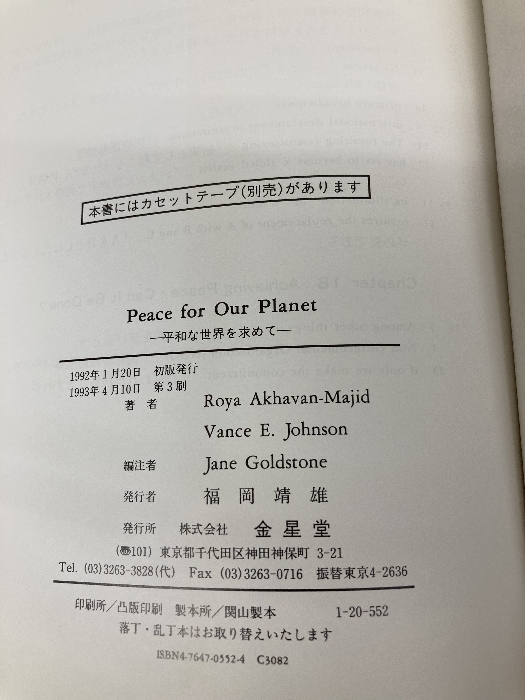 本書にはカセットテープ(別売)があります
Peace for Our Planet
—平和な世界を求めて—
1992年1月20日 初版発行
1993年4月10日 第3刷
著者 Roya Akhavan-Majid
Vance E. Johnson
編注者 Jane Goldstone
発行者 福岡靖雄
発行所 株式会社 金星堂
(〠101) 東京都千代田区神田神保町 3-21
Tel. (03)3263-3828(代) Fax (03)3263-0716 振替東京4-2636
印刷所／凸版印刷 製本所／関山製本 1-20-552
落丁・乱丁本はお取り替えいたします
ISBN4-7647-0552-4 C3082